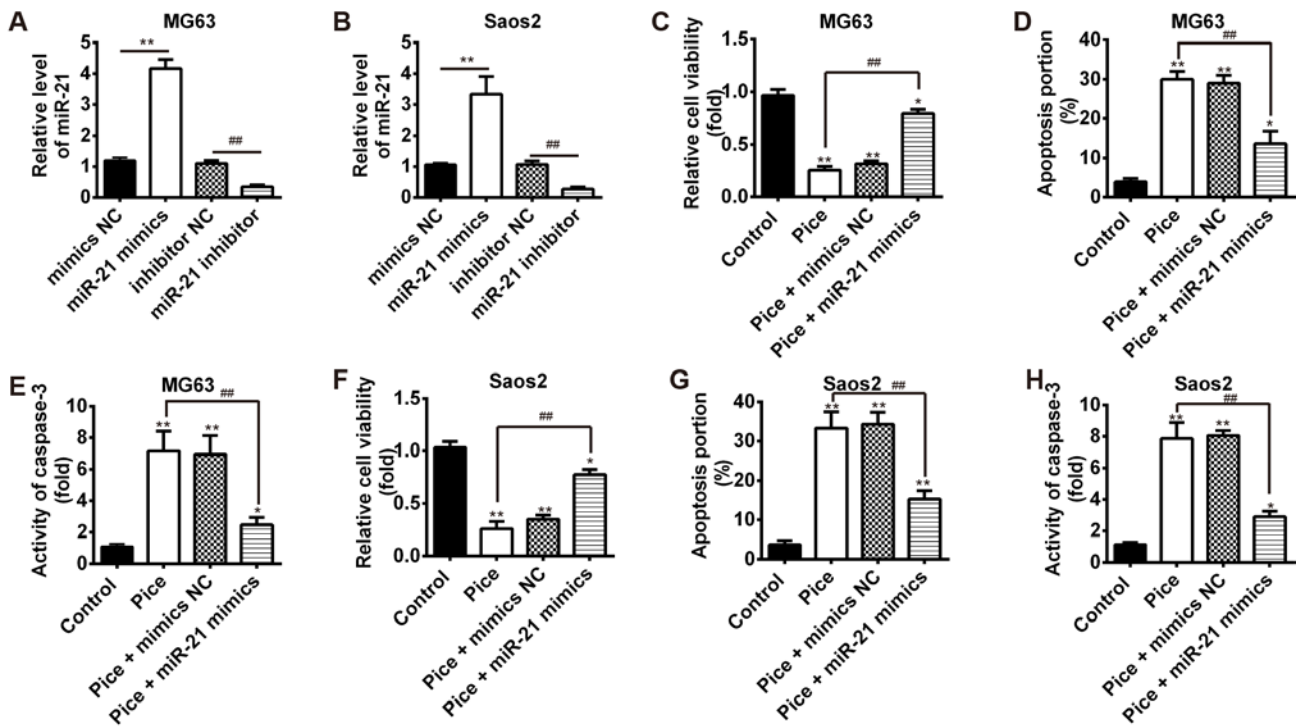 A
MG63
Relative level
of miR-21
5
4
3
2
1
0
**
##
mimics NC
miR-21 mimics
inhibitor NC
miR-21 inhibitor
B
Saos2
Relative level
of miR-21
5
4
3
2
1
0
**
##
mimics NC
miR-21 mimics
inhibitor NC
miR-21 inhibitor
C
MG63
Relative cell viability
(fold)
1.5
1.0
0.5
0.0
##
**
**
*
Control
Pice
Pice + mimics NC
Pice + miR-21 mimics
D
MG63
Apoptosis portion
(%)
40
30
20
10
0
##
**
**
*
Control
Pice
Pice + mimics NC
Pice + miR-21 mimics
E
MG63
Activity of caspase-3
(fold)
10
8
6
4
2
0
##
**
**
*
Control
Pice
Pice + mimics NC
Pice + miR-21 mimics
F
Saos2
Relative cell viability
(fold)
1.5
1.0
0.5
0.0
##
**
**
*
Control
Pice
Pice + mimics NC
Pice + miR-21 mimics
G
Saos2
Apoptosis portion
(%)
40
30
20
10
0
##
**
**
**
Control
Pice
Pice + mimics NC
Pice + miR-21 mimics
H
Saos2
Activity of caspase-3
(fold)
10
8
6
4
2
0
##
**
**
*
Control
Pice
Pice + mimics NC
Pice + miR-21 mimics